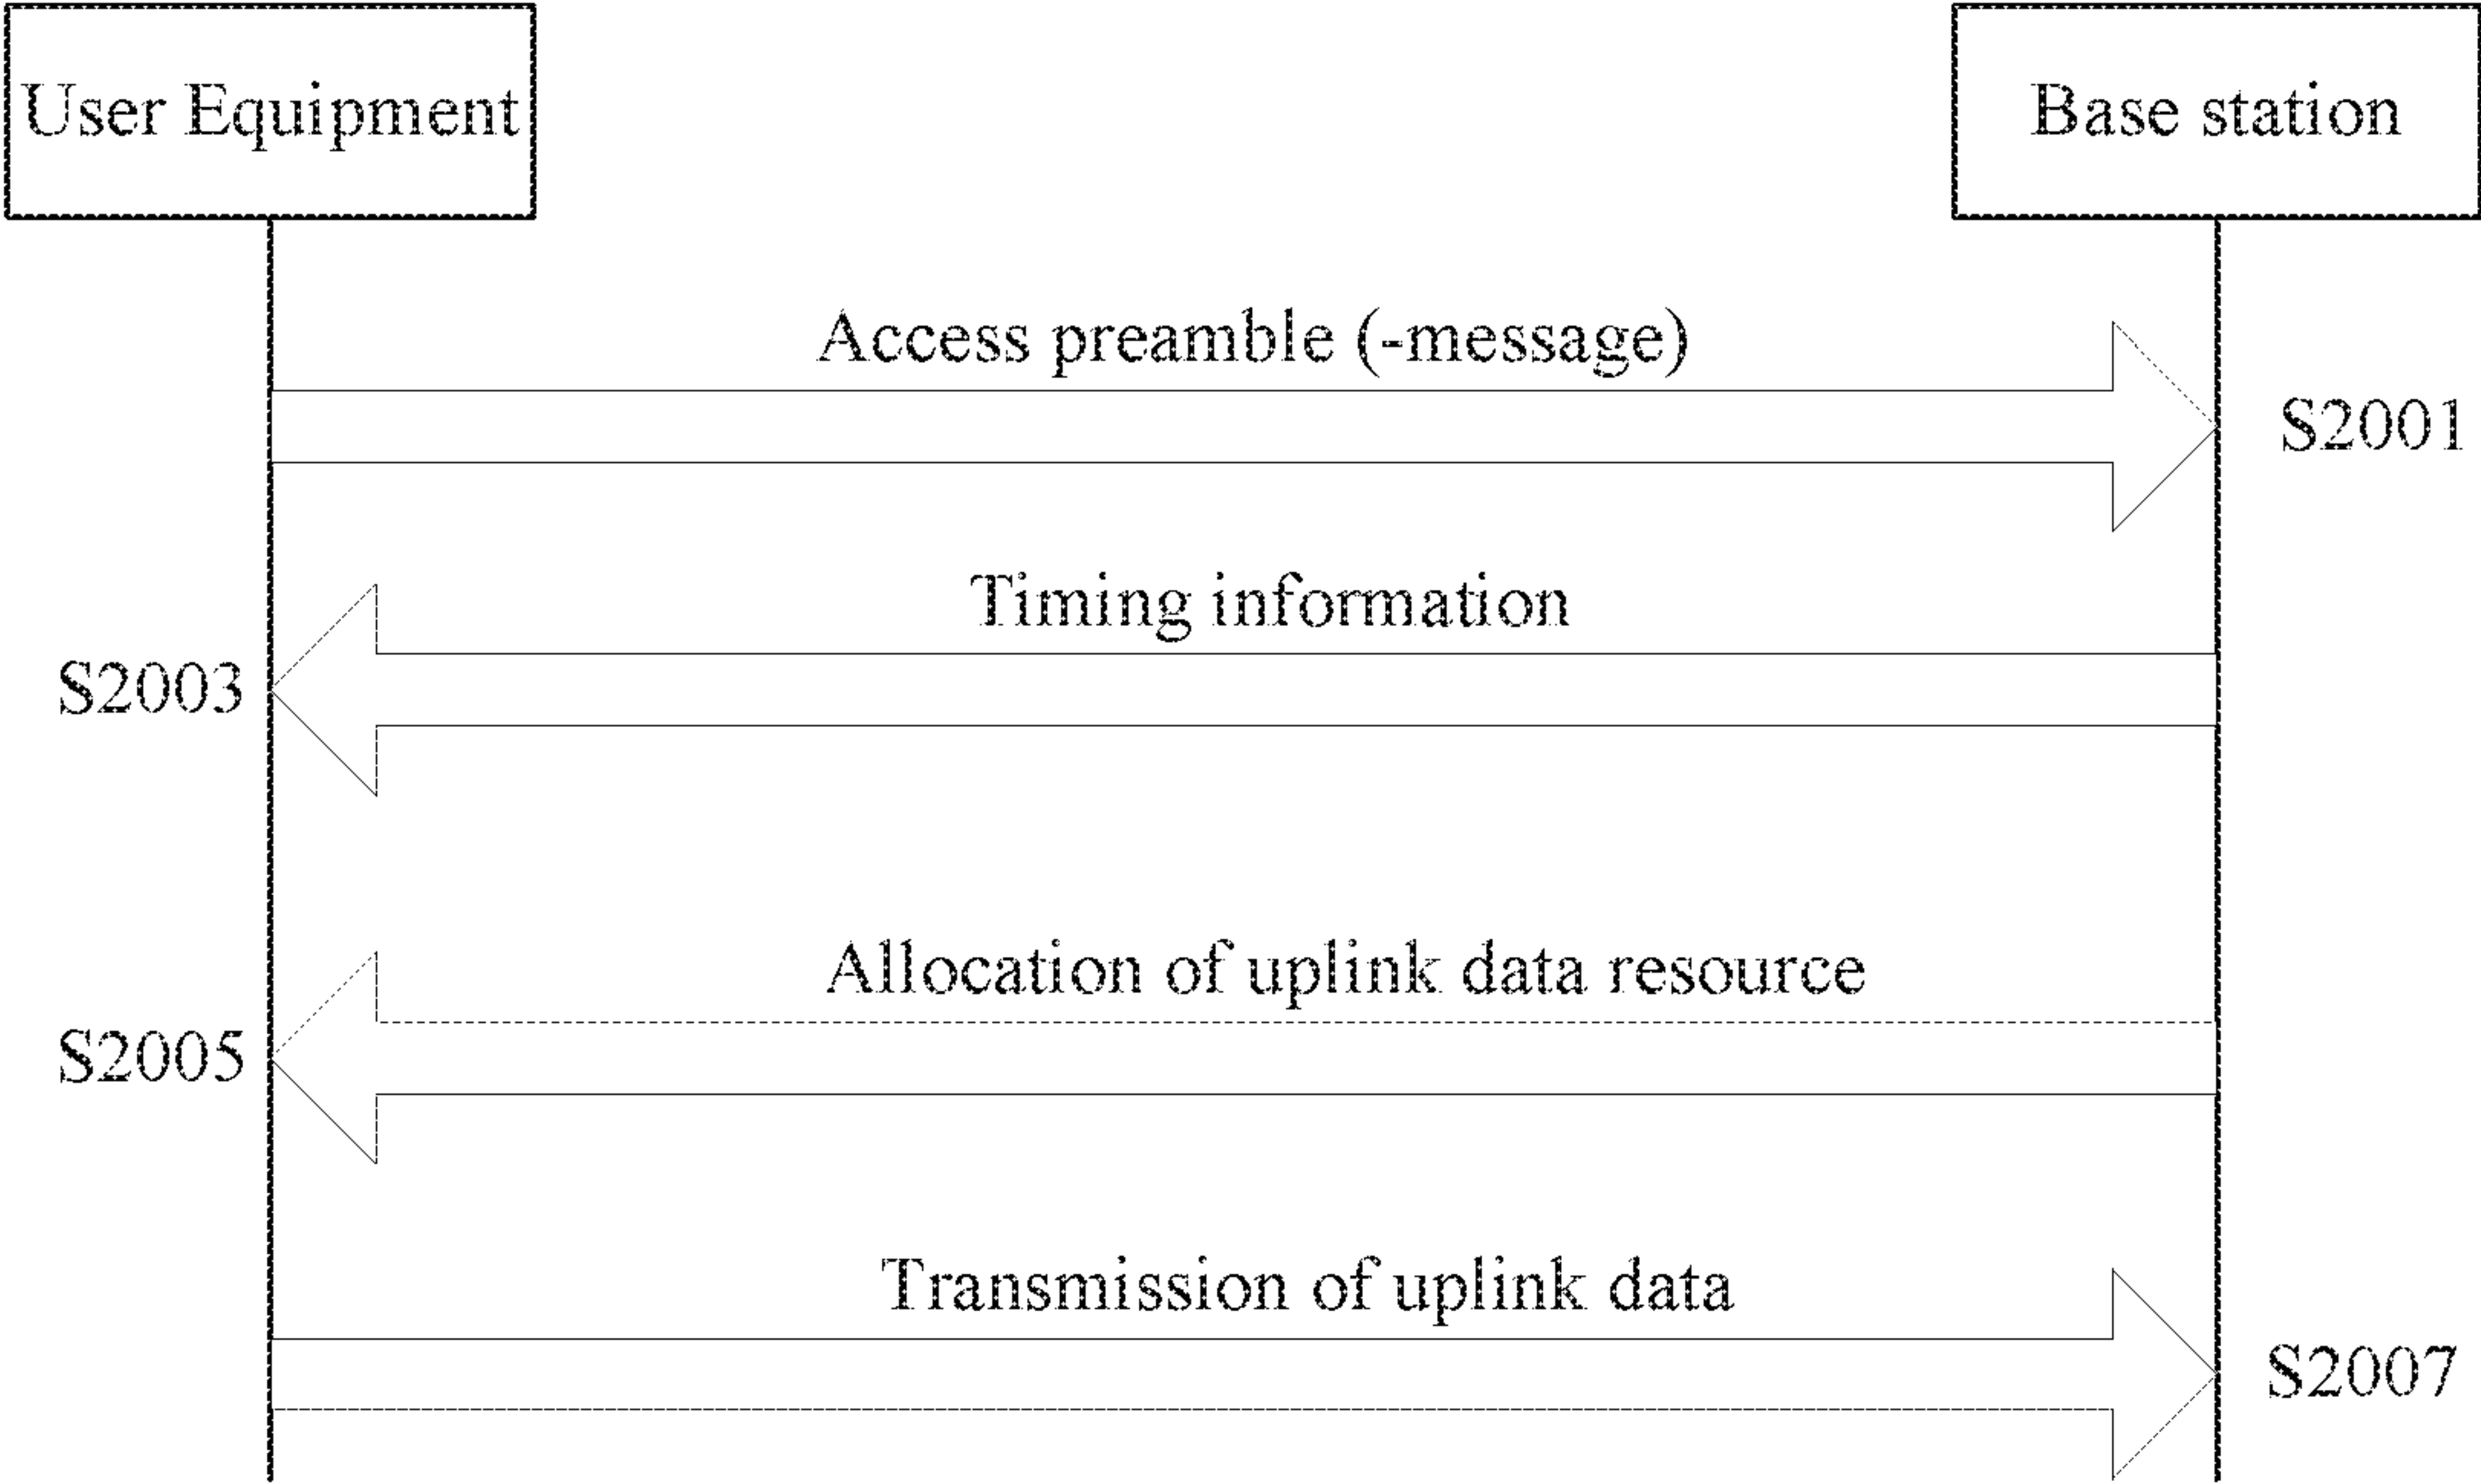 User Equipment
Base station
Access preamble (-message)
S2001
Timing information
S2003
Allocation of uplink data resource
S2005
Transmission of uplink data
S2007